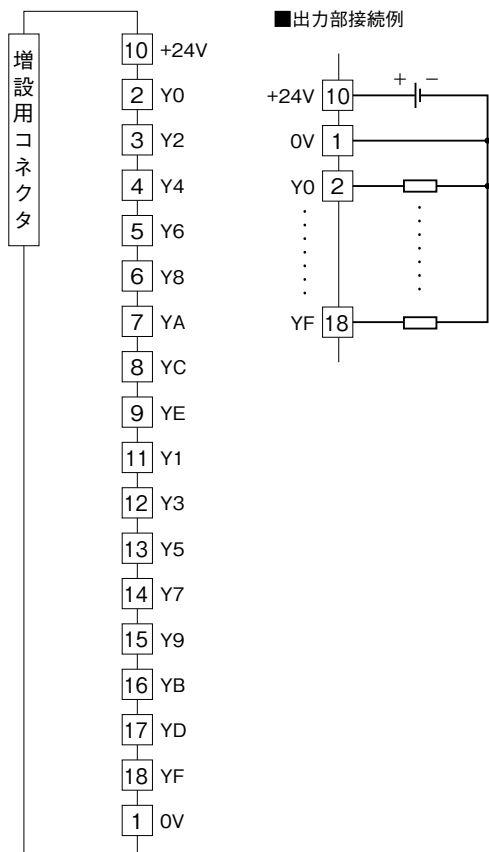 増設用コネクタ
10 +24V
2 Y0
3 Y2
4 Y4
5 Y6
6 Y8
7 YA
8 YC
9 YE
11 Y1
12 Y3
13 Y5
14 Y7
15 Y9
16 YB
17 YD
18 YF
1 0V
■出力部接続例
+ −
+24V 10
0V 1
Y0 2
YF 18